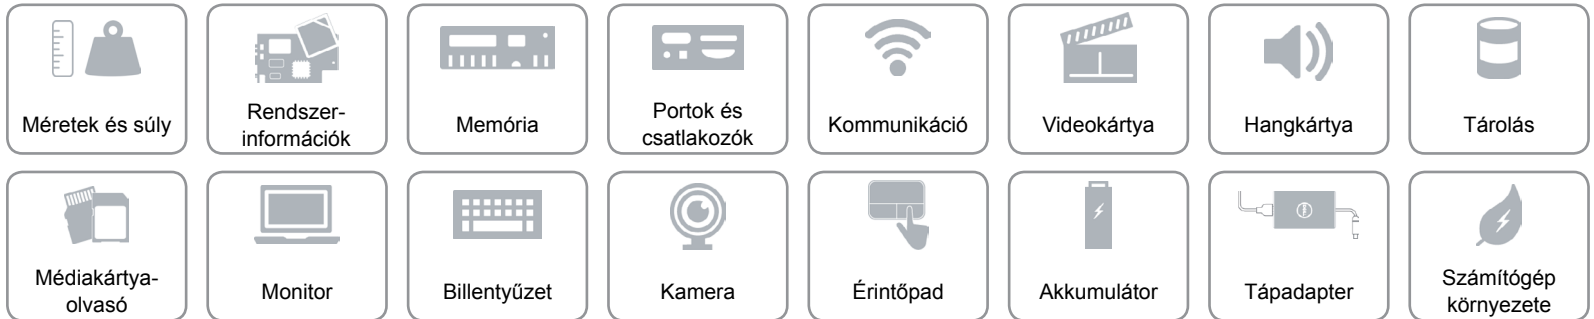 Méretek és súly
Rendszer-
információk
Memória
Portok és
csatlakozók
Kommunikáció
Videokártya
Hangkártya
Tárolás
Médiakártya-
olvasó
Monitor
Billentyűzet
Kamera
Érintőpad
Akkumulátor
Tápadapter
Számítógép
környezete